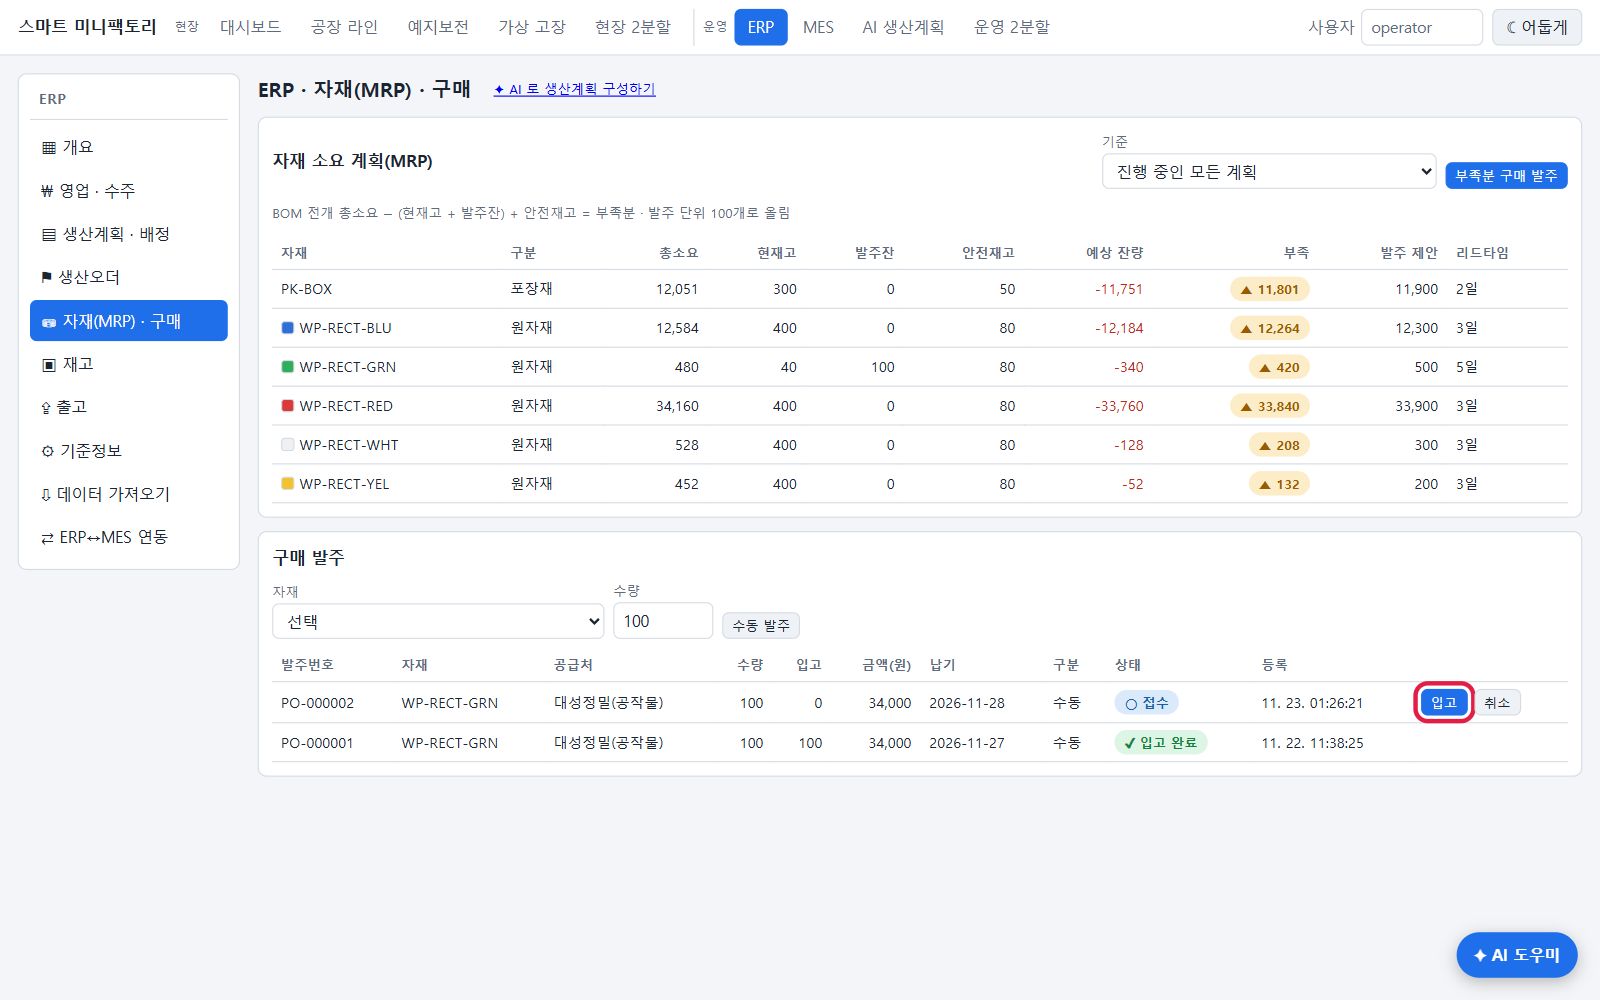 스마트 미니팩토리 현장 대시보드 공장 라인 예지보전 가상 고장 현장 2분할 운영 ERP MES AI 생산계획 운영 2분할 사용자 operator ☾ 어둡게
ERP
▦ 개요
₩ 영업 · 수주
▤ 생산계획 · 배정
⚑ 생산오더
자재(MRP) · 구매
▣ 재고
⇪ 출고
⚙ 기준정보
⇩ 데이터 가져오기
⇄ ERP↔MES 연동
ERP · 자재(MRP) · 구매 ✦ AI 로 생산계획 구성하기
자재 소요 계획(MRP)
기준
진행 중인 모든 계획
부족분 구매 발주
BOM 전개 총소요 − (현재고 + 발주잔) + 안전재고 = 부족분 · 발주 단위 100개로 올림
자재 구분 총소요 현재고 발주잔 안전재고 예상 잔량 부족 발주 제안 리드타임
PK-BOX 포장재 12,051 300 0 50 -11,751 ▲ 11,801 11,900 2일
WP-RECT-BLU 원자재 12,584 400 0 80 -12,184 ▲ 12,264 12,300 3일
WP-RECT-GRN 원자재 480 40 100 80 -340 ▲ 420 500 5일
WP-RECT-RED 원자재 34,160 400 0 80 -33,760 ▲ 33,840 33,900 3일
WP-RECT-WHT 원자재 528 400 0 80 -128 ▲ 208 300 3일
WP-RECT-YEL 원자재 452 400 0 80 -52 ▲ 132 200 3일
구매 발주
자재 수량
선택 100 수동 발주
발주번호 자재 공급처 수량 입고 금액(원) 납기 구분 상태 등록
PO-000002 WP-RECT-GRN 대성정밀(공작물) 100 0 34,000 2026-11-28 수동 ○ 접수 11. 23. 01:26:21 입고 취소
PO-000001 WP-RECT-GRN 대성정밀(공작물) 100 100 34,000 2026-11-27 수동 ✔ 입고 완료 11. 22. 11:38:25
✦ AI 도우미